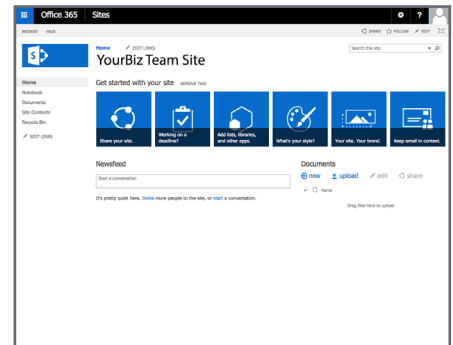 Office 365 Sites ?
BROWSE PAGE SHARE FOLLOW EDIT
S
Home EDIT LINKS Search this site
YourBiz Team Site
Home
Notebook
Documents
Site Contents
Recycle Bin
EDIT LINKS
Get started with your site REMOVE THIS
Share your site.
Working on a
deadline?
Add lists, libraries,
and other apps.
What's your style?
Your site. Your brand.
Keep email in context.
Newsfeed
Start a conversation
It's pretty quiet here. Invite more people to the site, or start a conversation.
Documents
new upload edit share
Name
Drag files here to upload